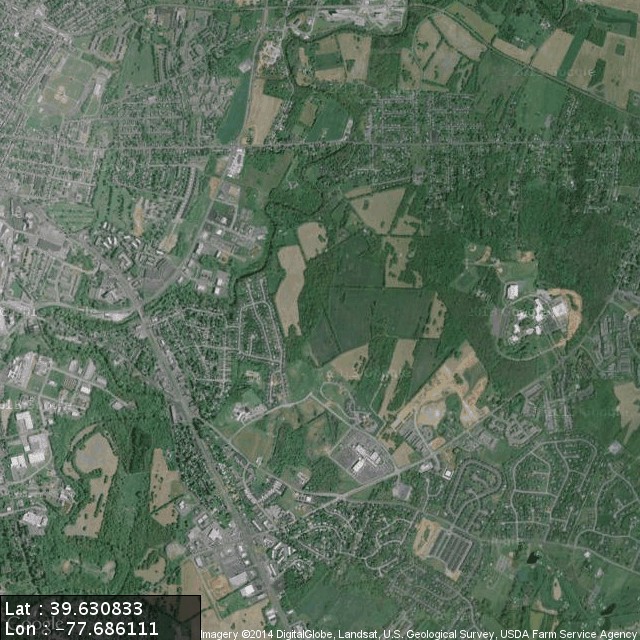 Lat : 39.630833
Lon : -77.686111
Imagery ©2014 DigitalGlobe, Landsat, U.S. Geological Survey, USDA Farm Service Agency